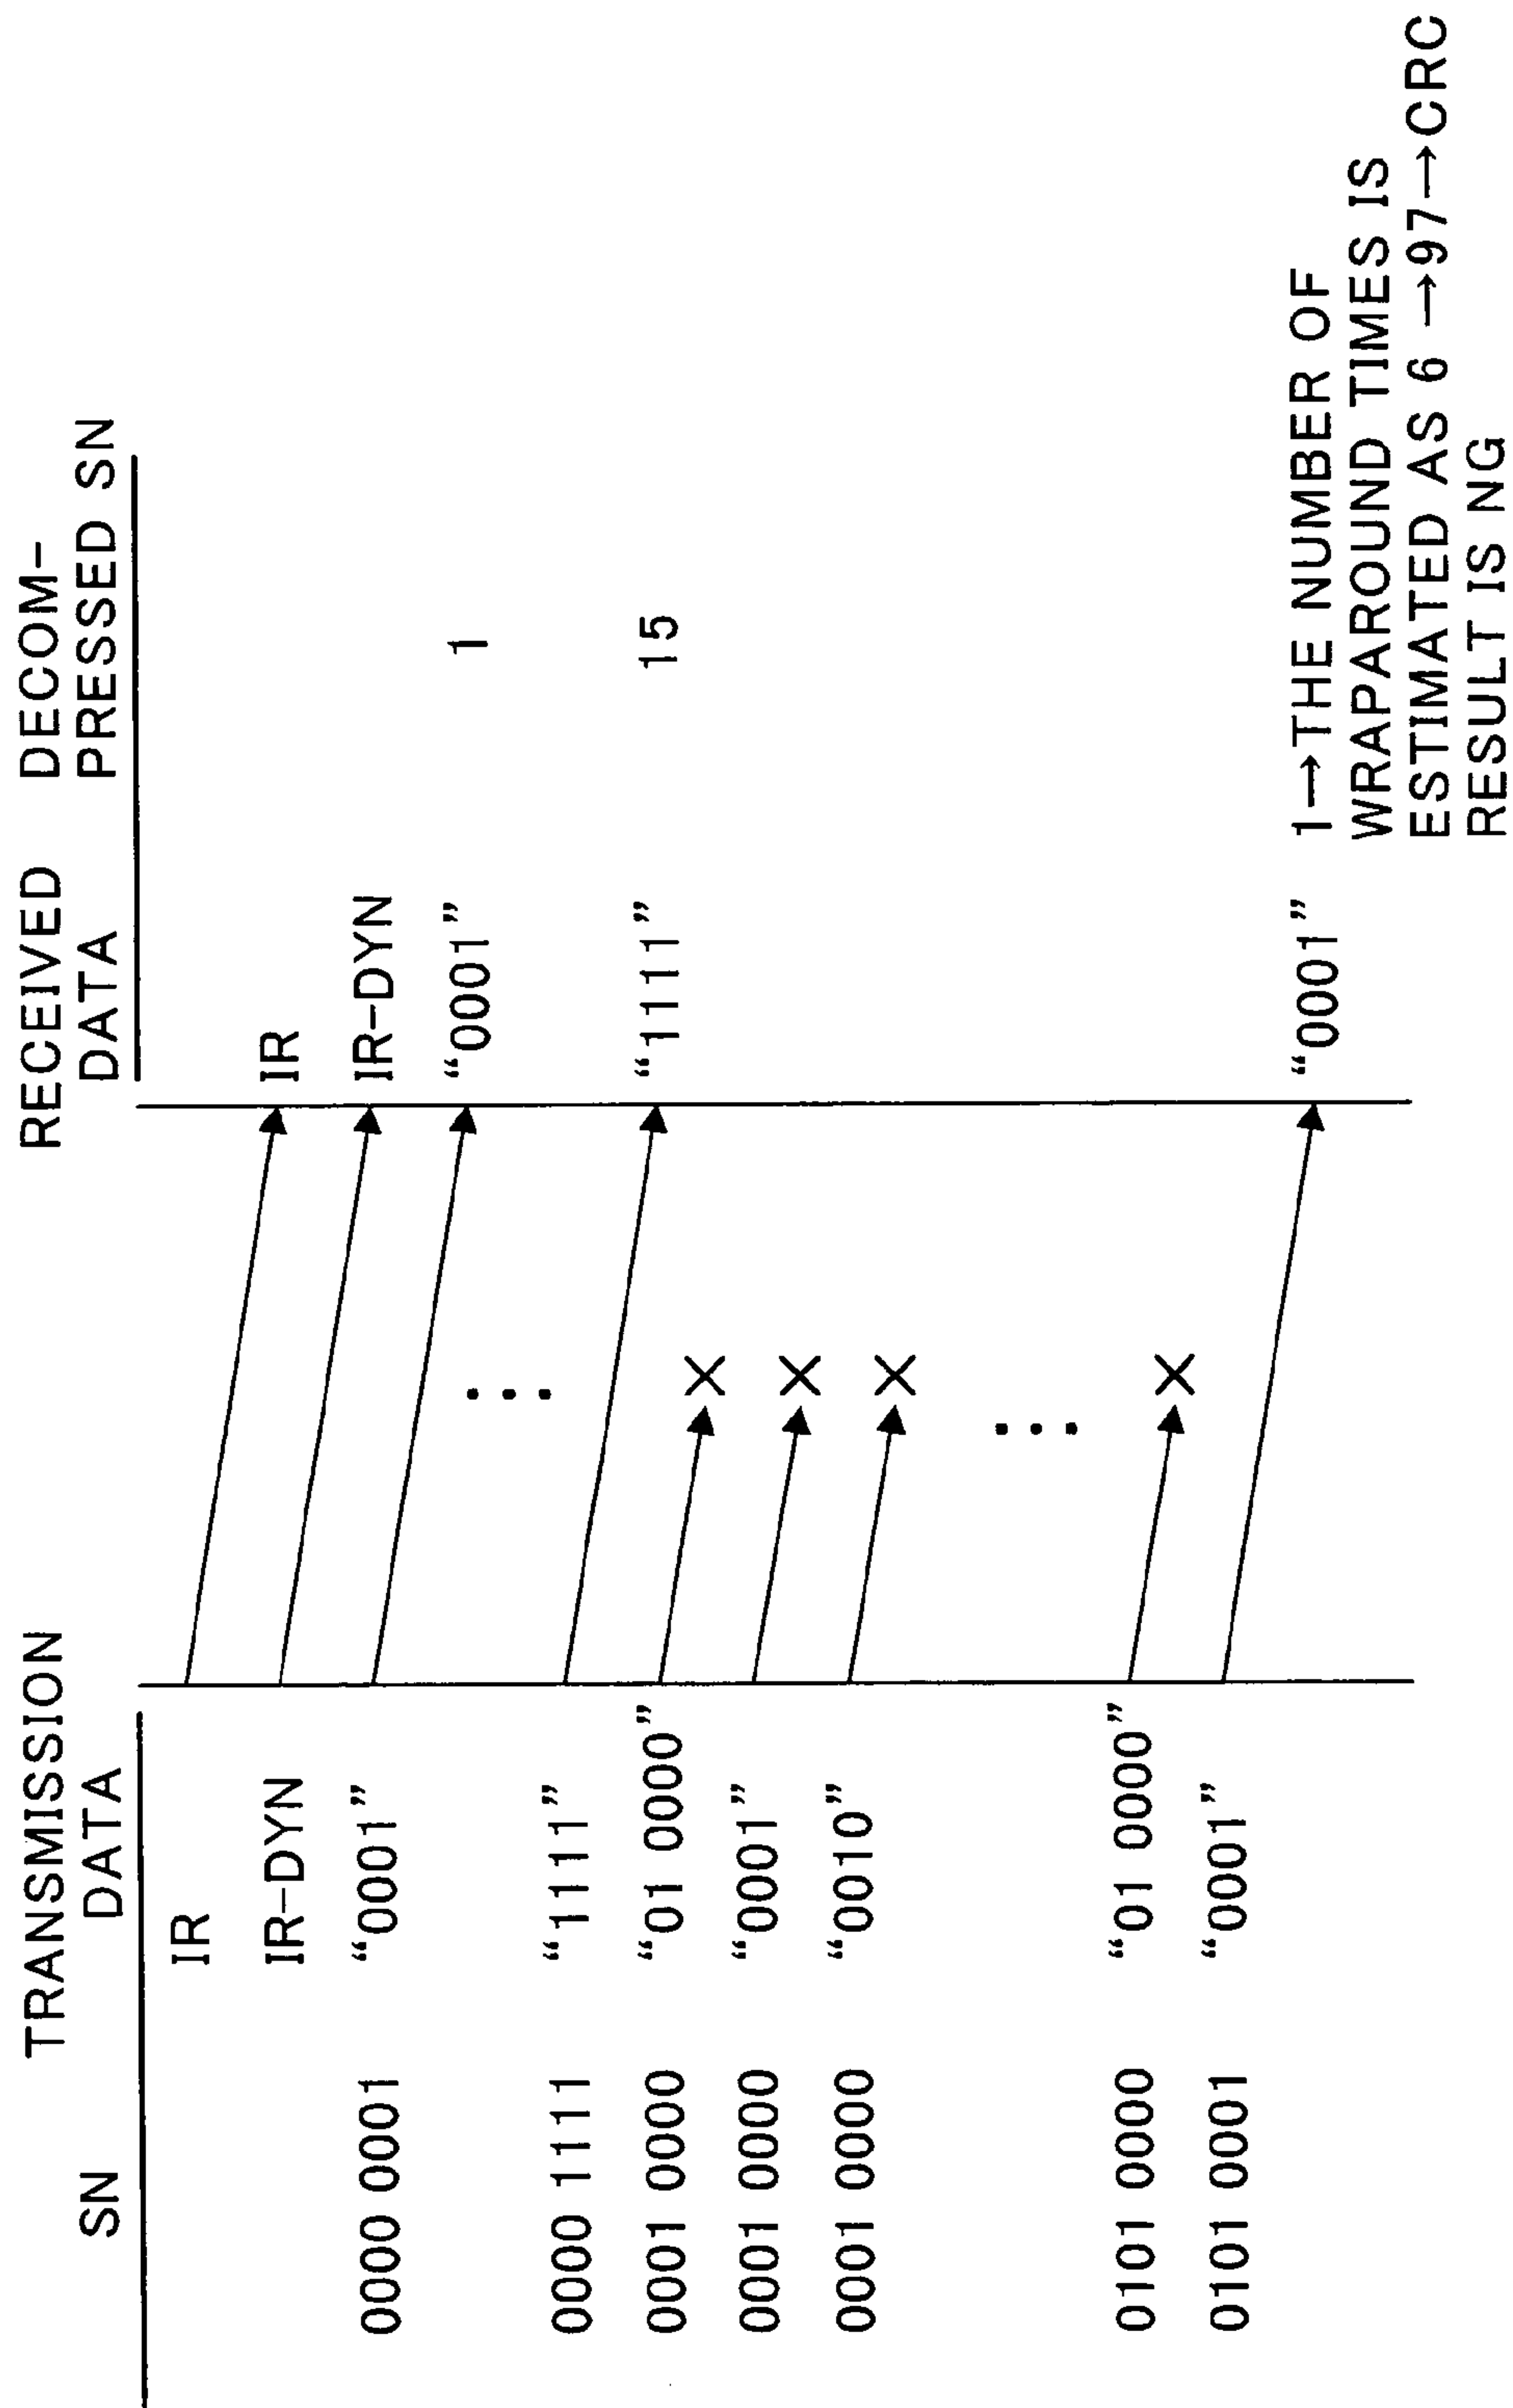 SN TRANSMISSION DATA RECEIVED DATA DECOM-PRESSED SN
IR IR
IR-DYN IR-DYN
0000 0001 “0001” “0001” 1
0000 1111 “1111” “1111” 15
0001 0000 “01 0000”
0001 0000 “0001”
0001 0000 “0010”
0101 0000 “01 0000”
0101 0001 “0001” “0001” 1→THE NUMBER OF
WRAPAROUND TIMES IS
ESTIMATED AS 6 →97→CRC
RESULT IS NG